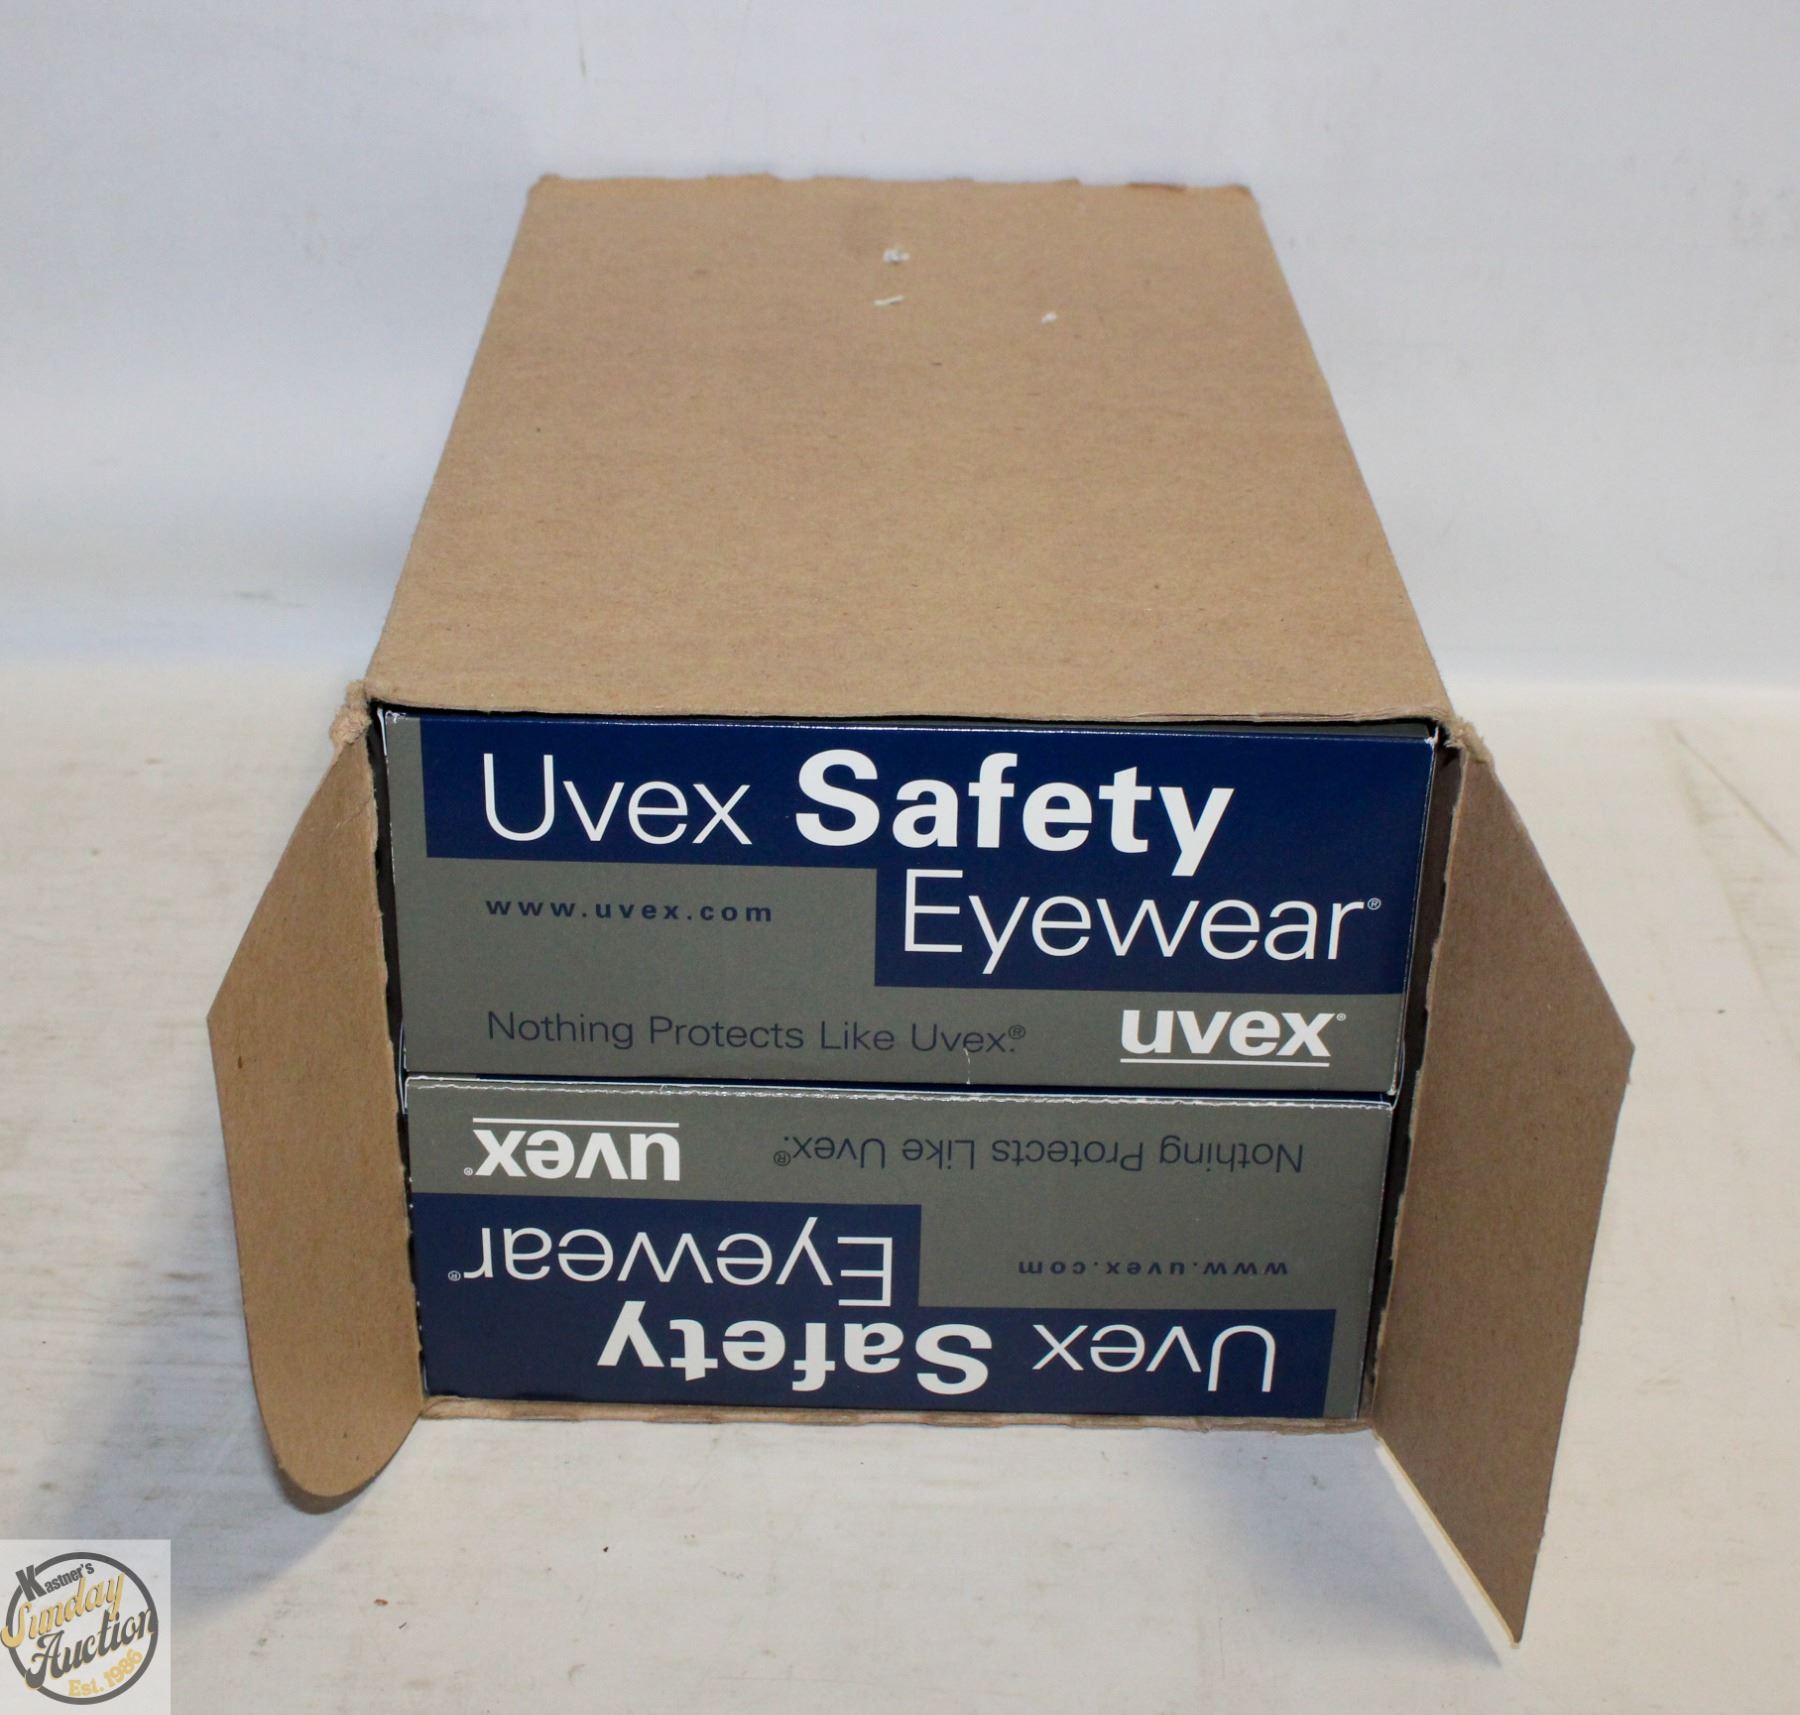 Uvex Safety
Eyewear®
www.uvex.com
Nothing Protects Like Uvex.®
uvex®
Uvex Safety
Eyewear®
www.uvex.com
Nothing Protects Like Uvex.®
uvex®
Kastner's
Sunday
Auction
Est. 1986